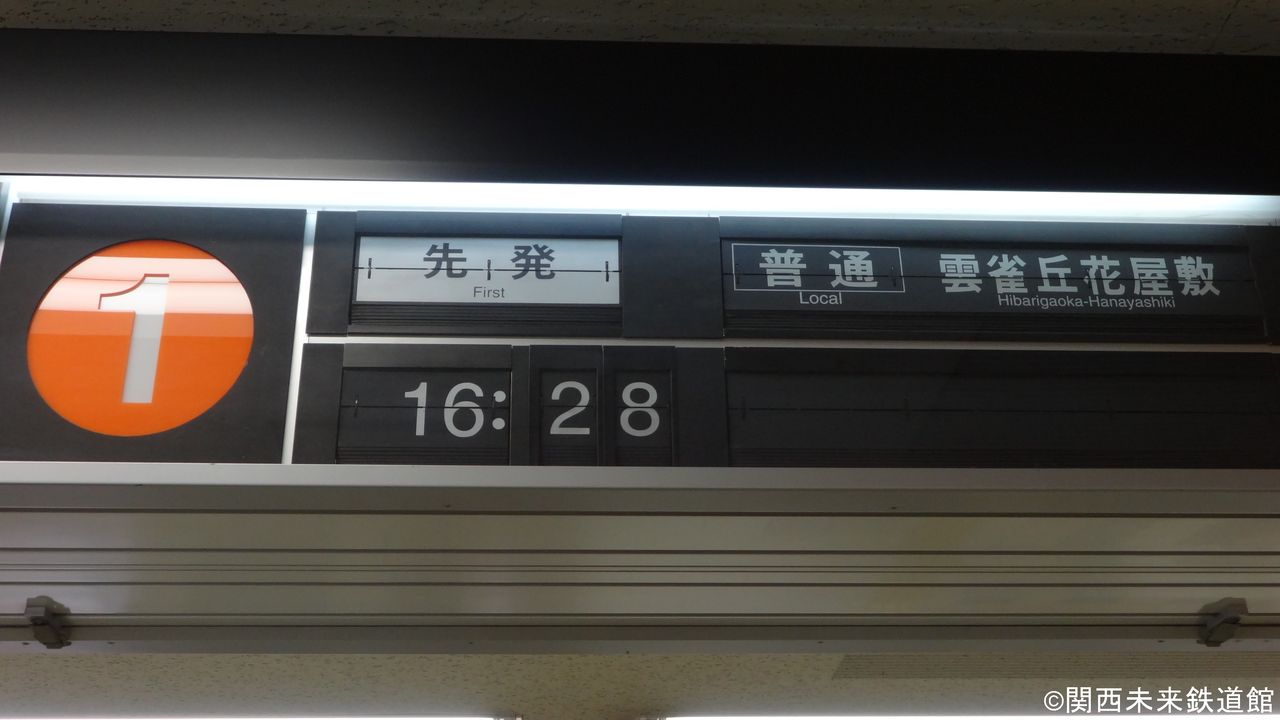 1
先発
First
普通 雲雀丘花屋敷
Local Hibarigaoka-Hanayashiki
16:28
©関西未来鉄道館